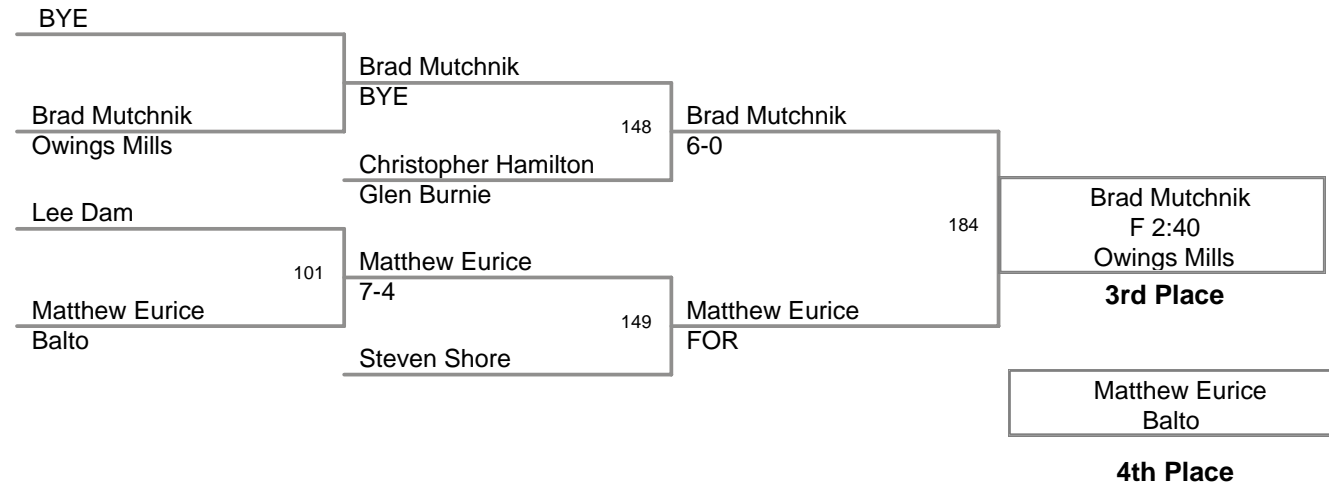 BYE
Brad Mutchnik
BYE
Brad Mutchnik
Owings Mills
148
Brad Mutchnik
6-0
Christopher Hamilton
Glen Burnie
Lee Dam
184
Brad Mutchnik
F 2:40
Owings Mills
3rd Place
101
Matthew Eurice
7-4
Matthew Eurice
Balto
149
Matthew Eurice
FOR
Steven Shore
Matthew Eurice
Balto
4th Place